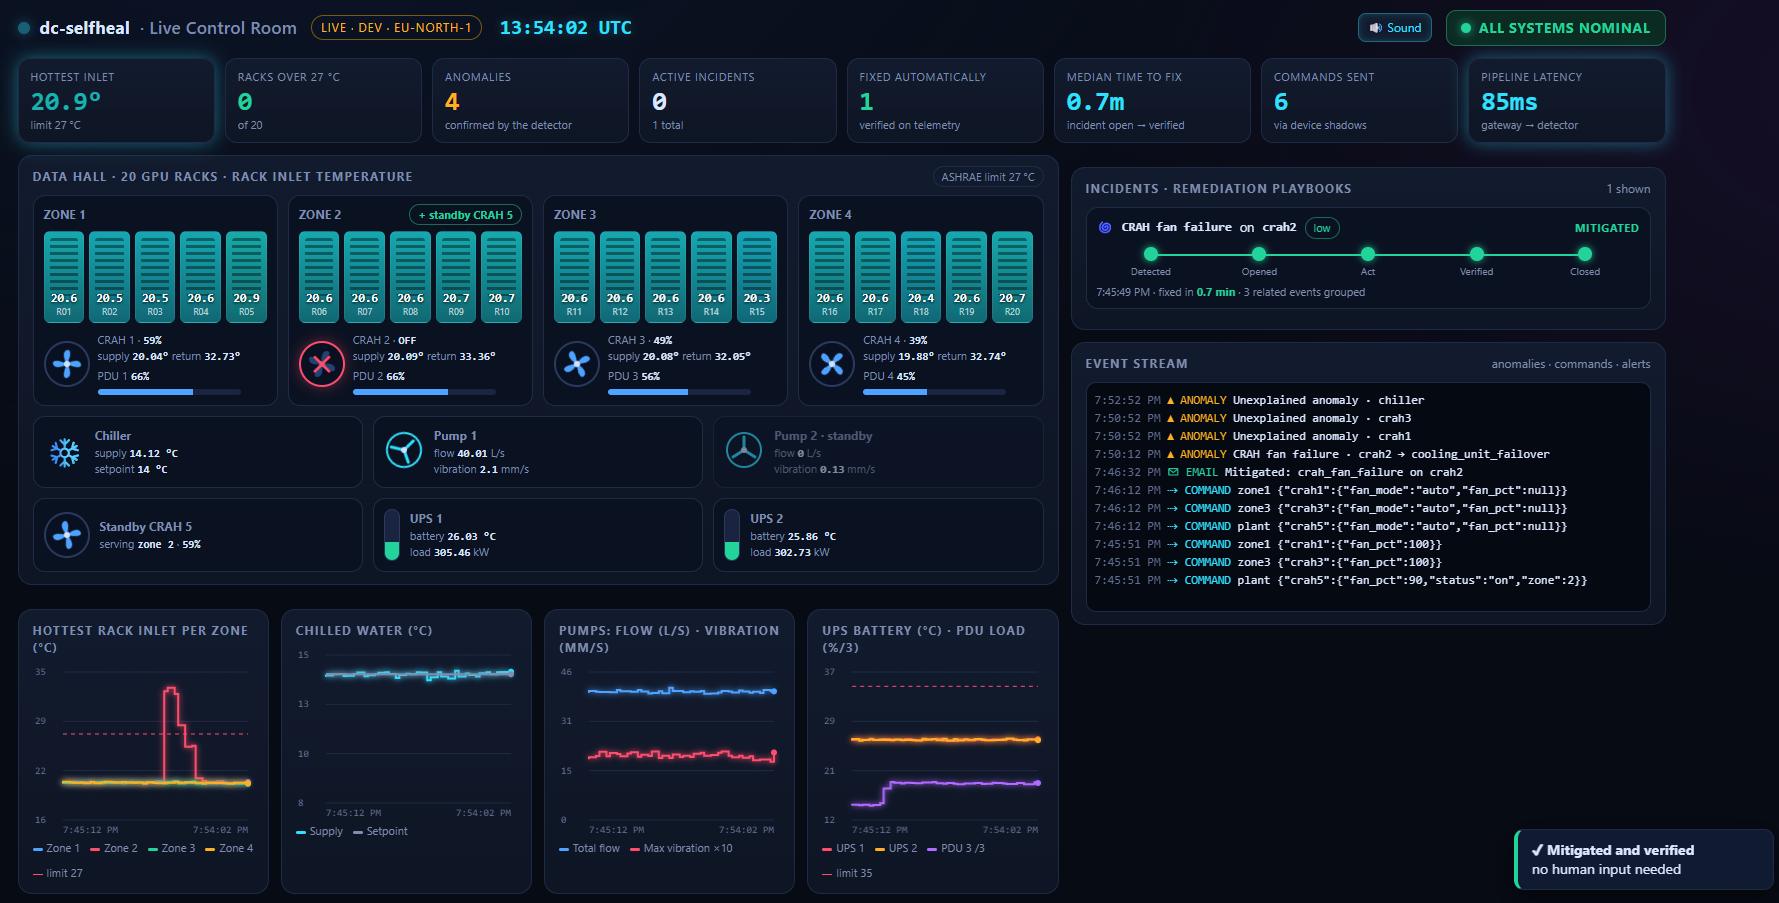 dc-selfheal · Live Control Room
LIVE · DEV · EU-NORTH-1
13:54:02 UTC
Sound
ALL SYSTEMS NOMINAL
HOTTEST INLET
20.9°
limit 27 °C
RACKS OVER 27 °C
0
of 20
ANOMALIES
4
confirmed by the detector
ACTIVE INCIDENTS
0
1 total
FIXED AUTOMATICALLY
1
verified on telemetry
MEDIAN TIME TO FIX
0.7m
incident open → verified
COMMANDS SENT
6
via device shadows
PIPELINE LATENCY
85ms
gateway → detector
DATA HALL · 20 GPU RACKS · RACK INLET TEMPERATURE
ASHRAE limit 27 °C
ZONE 1
20.6 20.5 20.5 20.6 20.9
R01 R02 R03 R04 R05
CRAH 1 · 59%
supply 20.04° return 32.73°
PDU 1 66%
ZONE 2
+ standby CRAH 5
20.6 20.6 20.6 20.7 20.7
R06 R07 R08 R09 R10
CRAH 2 · OFF
supply 20.09° return 33.36°
PDU 2 66%
ZONE 3
20.6 20.6 20.6 20.6 20.3
R11 R12 R13 R14 R15
CRAH 3 · 49%
supply 20.08° return 32.05°
PDU 3 56%
ZONE 4
20.6 20.6 20.4 20.6 20.7
R16 R17 R18 R19 R20
CRAH 4 · 39%
supply 19.88° return 32.74°
PDU 4 45%
Chiller
supply 14.12 °C
setpoint 14 °C
Pump 1
flow 40.01 L/s
vibration 2.1 mm/s
Pump 2 · standby
flow 0 L/s
vibration 0.13 mm/s
Standby CRAH 5
serving zone 2 · 59%
UPS 1
battery 26.03 °C
load 305.46 kW
UPS 2
battery 25.86 °C
load 302.73 kW
INCIDENTS · REMEDIATION PLAYBOOKS
1 shown
CRAH fan failure on crah2 low
MITIGATED
Detected Opened Act Verified Closed
7:45:49 PM · fixed in 0.7 min · 3 related events grouped
EVENT STREAM
anomalies · commands · alerts
7:52:52 PM ▲ ANOMALY Unexplained anomaly · chiller
7:50:52 PM ▲ ANOMALY Unexplained anomaly · crah3
7:50:52 PM ▲ ANOMALY Unexplained anomaly · crah1
7:50:12 PM ▲ ANOMALY CRAH fan failure · crah2 → cooling_unit_failover
7:46:32 PM ✉ EMAIL Mitigated: crah_fan_failure on crah2
7:46:12 PM ⇢ COMMAND zone1 {"crah1":{"fan_mode":"auto","fan_pct":null}}
7:46:12 PM ⇢ COMMAND zone3 {"crah3":{"fan_mode":"auto","fan_pct":null}}
7:46:12 PM ⇢ COMMAND plant {"crah5":{"fan_mode":"auto","fan_pct":null}}
7:45:51 PM ⇢ COMMAND zone1 {"crah1":{"fan_pct":100}}
7:45:51 PM ⇢ COMMAND zone3 {"crah3":{"fan_pct":100}}
7:45:51 PM ⇢ COMMAND plant {"crah5":{"fan_pct":90,"status":"on","zone":2}}
HOTTEST RACK INLET PER ZONE
(°C)
35
29
22
16
7:45:12 PM 7:54:02 PM
Zone 1 Zone 2 Zone 3 Zone 4
limit 27
CHILLED WATER (°C)
15
13
10
8
7:45:12 PM 7:54:02 PM
Supply Setpoint
PUMPS: FLOW (L/S) · VIBRATION
(MM/S)
46
31
15
0
7:45:12 PM 7:54:02 PM
Total flow Max vibration ×10
UPS BATTERY (°C) · PDU LOAD
(%/3)
37
29
21
12
7:45:12 PM 7:54:02 PM
UPS 1 UPS 2 PDU 3 /3
limit 35
✓ Mitigated and verified
no human input needed